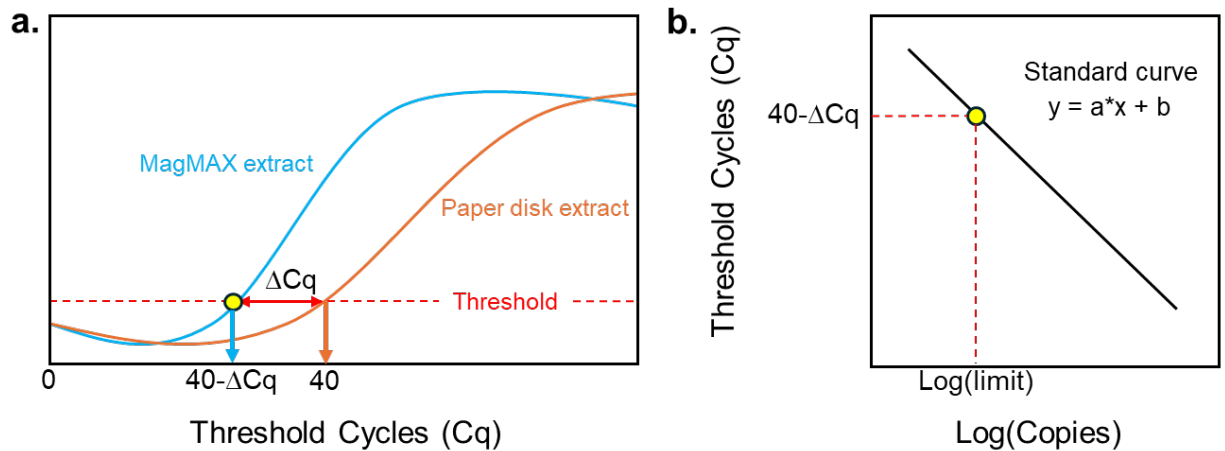 a.
MagMAX extract
Paper disk extract
ΔCq
Threshold
0
40-ΔCq
40
Threshold Cycles (Cq)
b.
Threshold Cycles (Cq)
Standard curve
y = a*x + b
40-ΔCq
Log(limit)
Log(Copies)